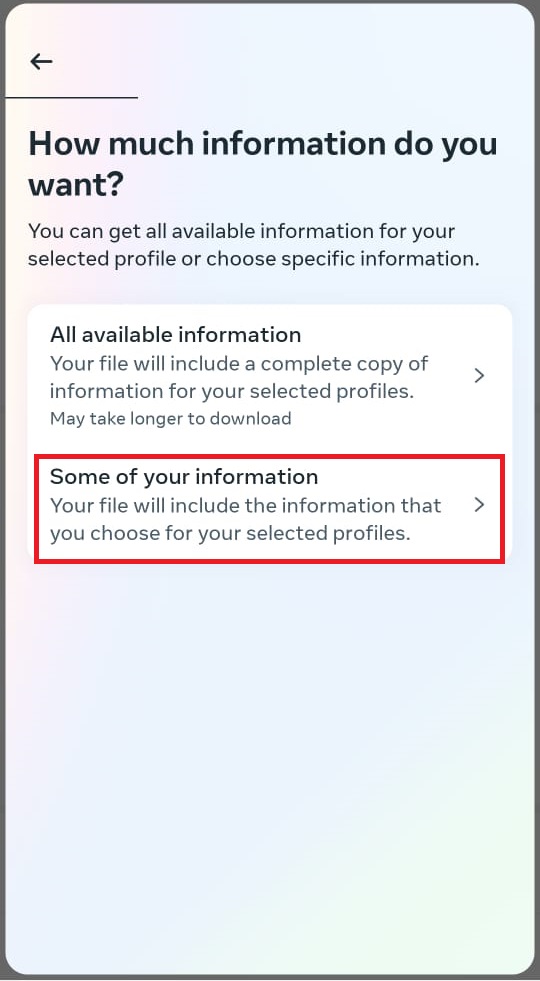 How much information do you
want?
You can get all available information for your
selected profile or choose specific information.
All available information
Your file will include a complete copy of
information for your selected profiles.
May take longer to download
Some of your information
Your file will include the information that
you choose for your selected profiles.